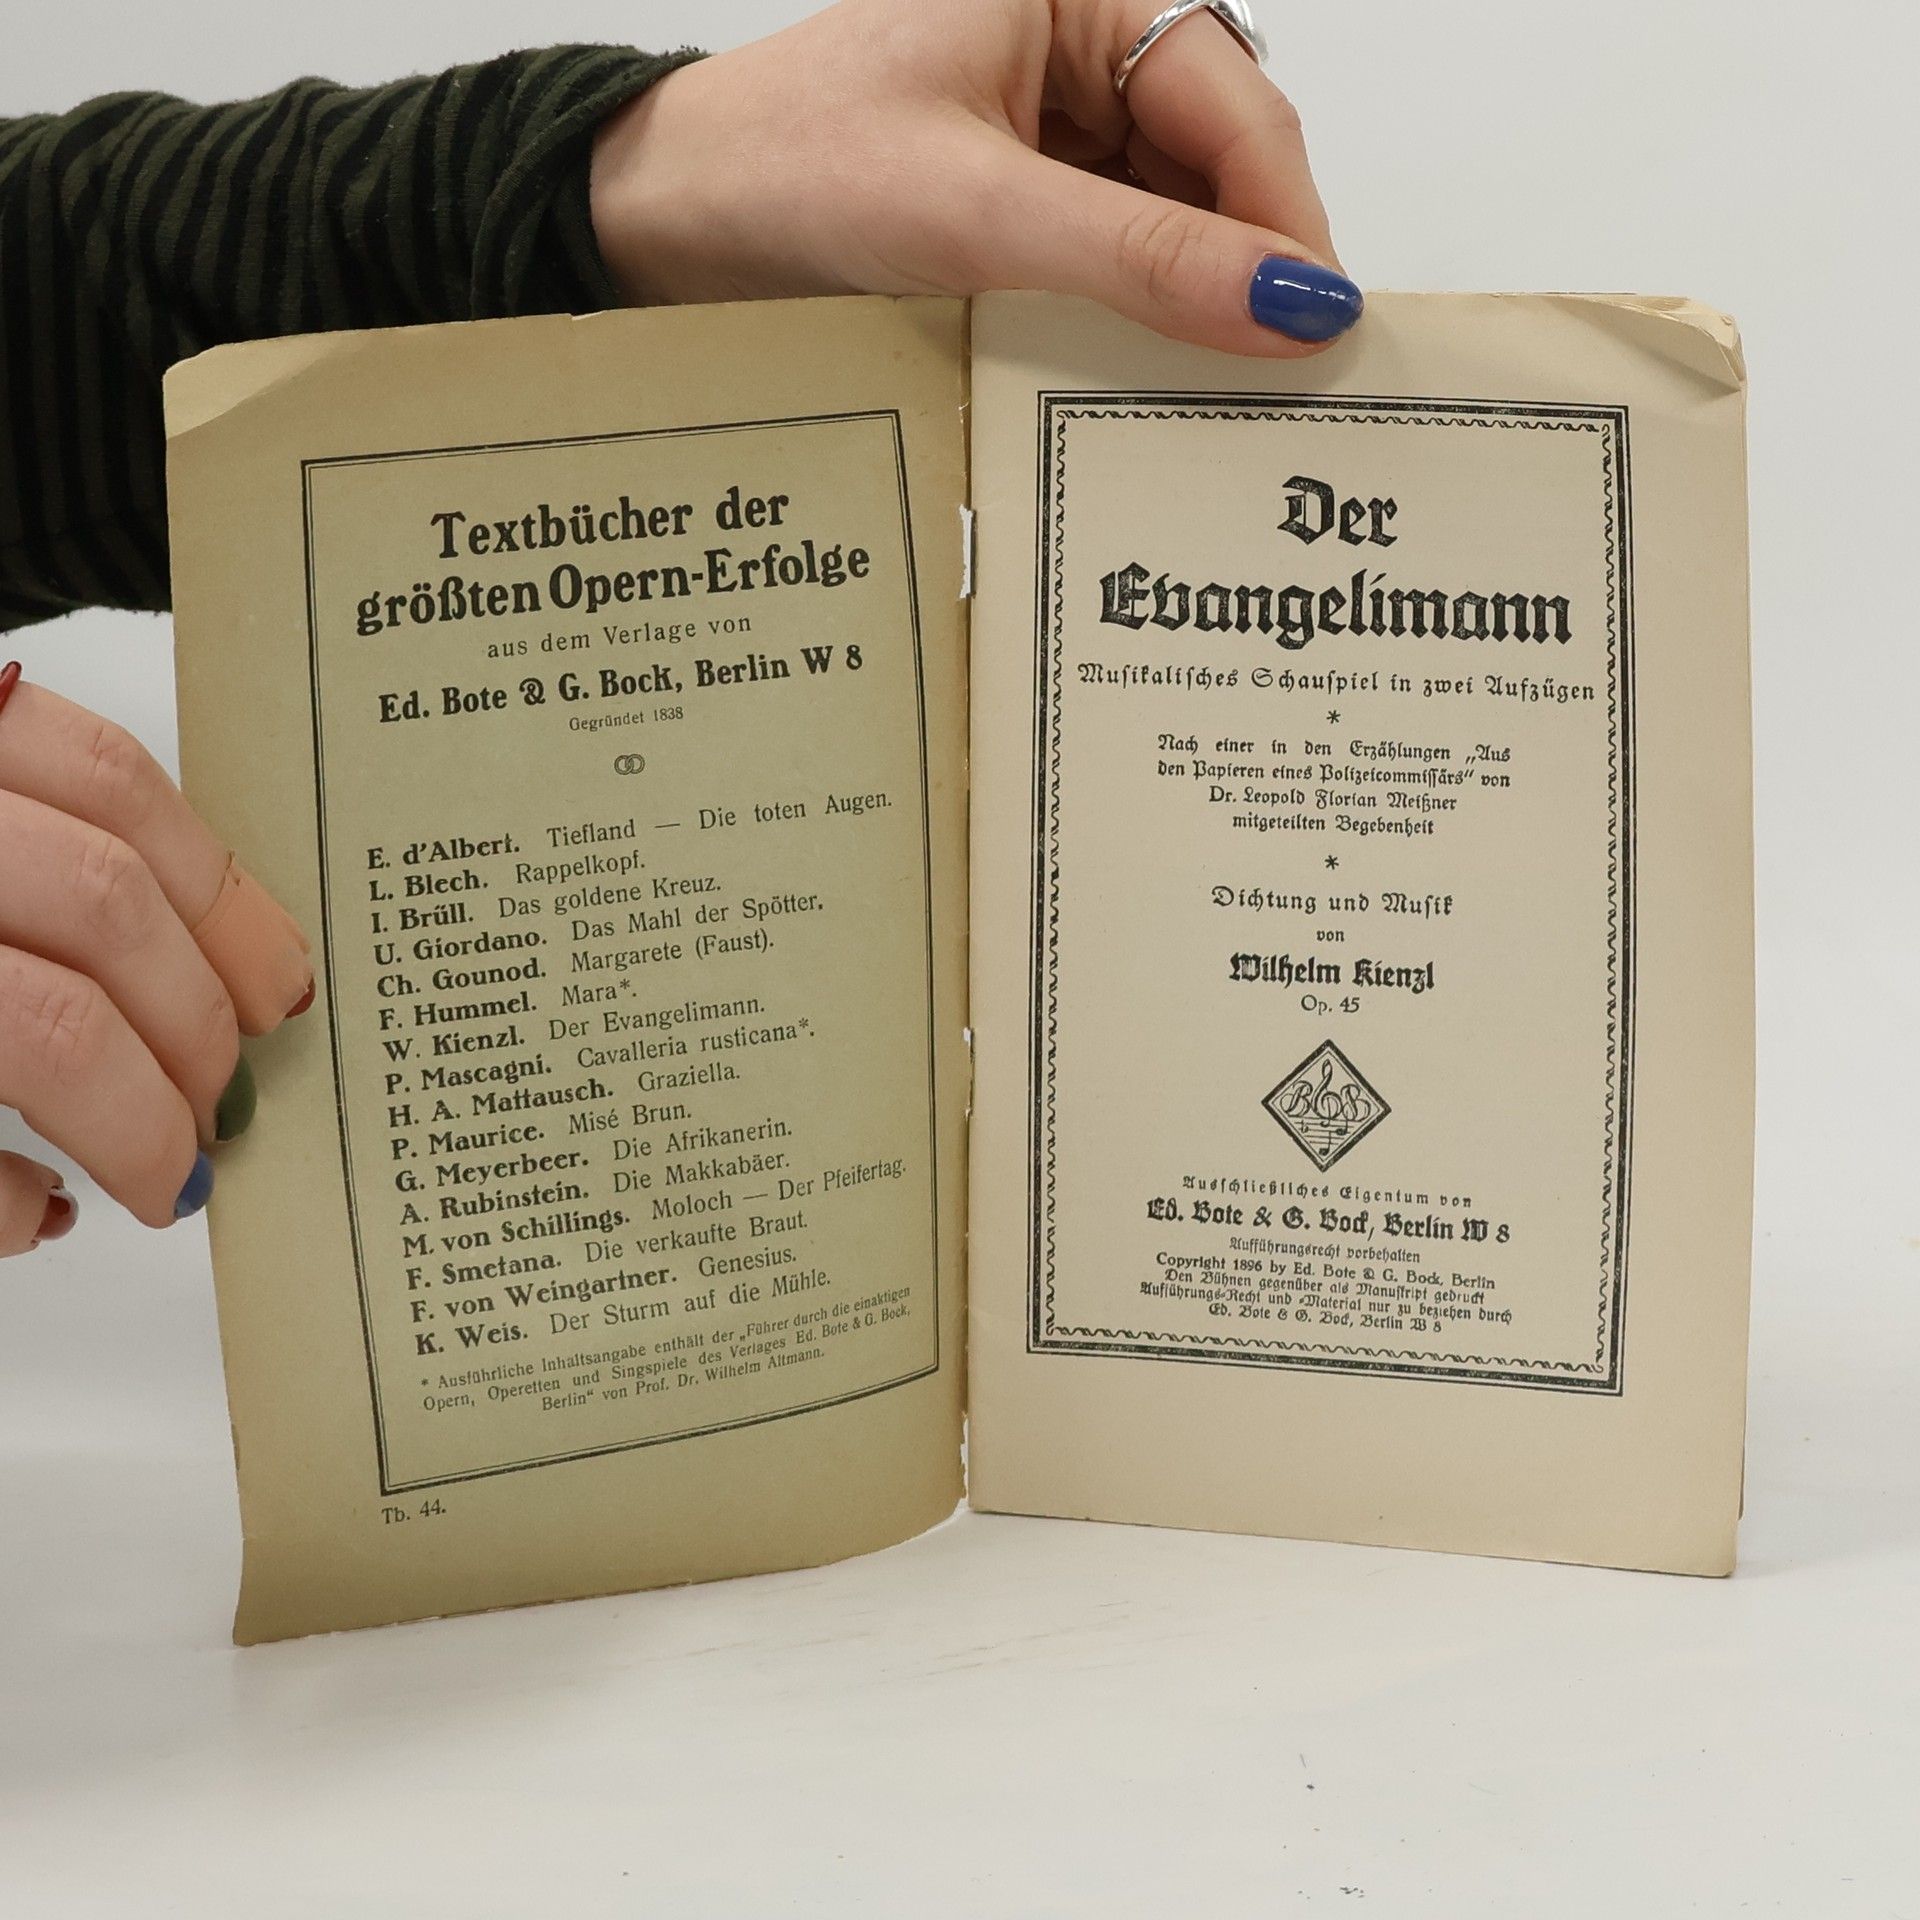 Textbücher der
größten Opern-Erfolge
aus dem Verlage von
Ed. Bote & G. Bock, Berlin W 8
Gegründet 1838
E. d'Albert. Tiefland — Die toten Augen.
L. Blech. Rappelkopf.
I. Brüll. Das goldene Kreuz.
U. Giordano. Das Mahl der Spötter.
Ch. Gounod. Margarete (Faust).
F. Hummel. Mara*.
W. Kienzl. Der Evangelimann.
P. Mascagni. Cavalleria rusticana*.
H. A. Mattausch. Graziella.
P. Maurice. Misé Brun.
G. Meyerbeer. Die Afrikanerin.
A. Rubinstein. Die Makkabäer.
M. von Schillings. Moloch — Der Pfeifertag.
F. Smetana. Die verkaufte Braut.
F. von Weingartner. Genesius.
K. Weis. Der Sturm auf die Mühle.
* Ausführliche Inhaltsangabe enthält der „Führer durch die einaktigen
Opern, Operetten und Singspiele des Verlages Ed. Bote & G. Bock,
Berlin“ von Prof. Dr. Wilhelm Altmann.
Tb. 44.
Der
Evangelimann
Musikalisches Schauspiel in zwei Aufzügen
*
Nach einer in den Erzählungen „Aus
den Papieren eines Polizeicommissärs“ von
Dr. Leopold Florian Meißner
mitgeteilten Begebenheit
*
Dichtung und Musik
von
Wilhelm Kienzl
Op. 45
B & B
Ausschließliches Eigentum von
Ed. Bote & G. Bock, Berlin W 8
Aufführungsrecht vorbehalten
Copyright 1896 by Ed. Bote & G. Bock, Berlin
Den Bühnen gegenüber als Manuskript gedruckt
Aufführungs-Recht und -Material nur zu beziehen durch
Ed. Bote & G. Bock, Berlin W 8